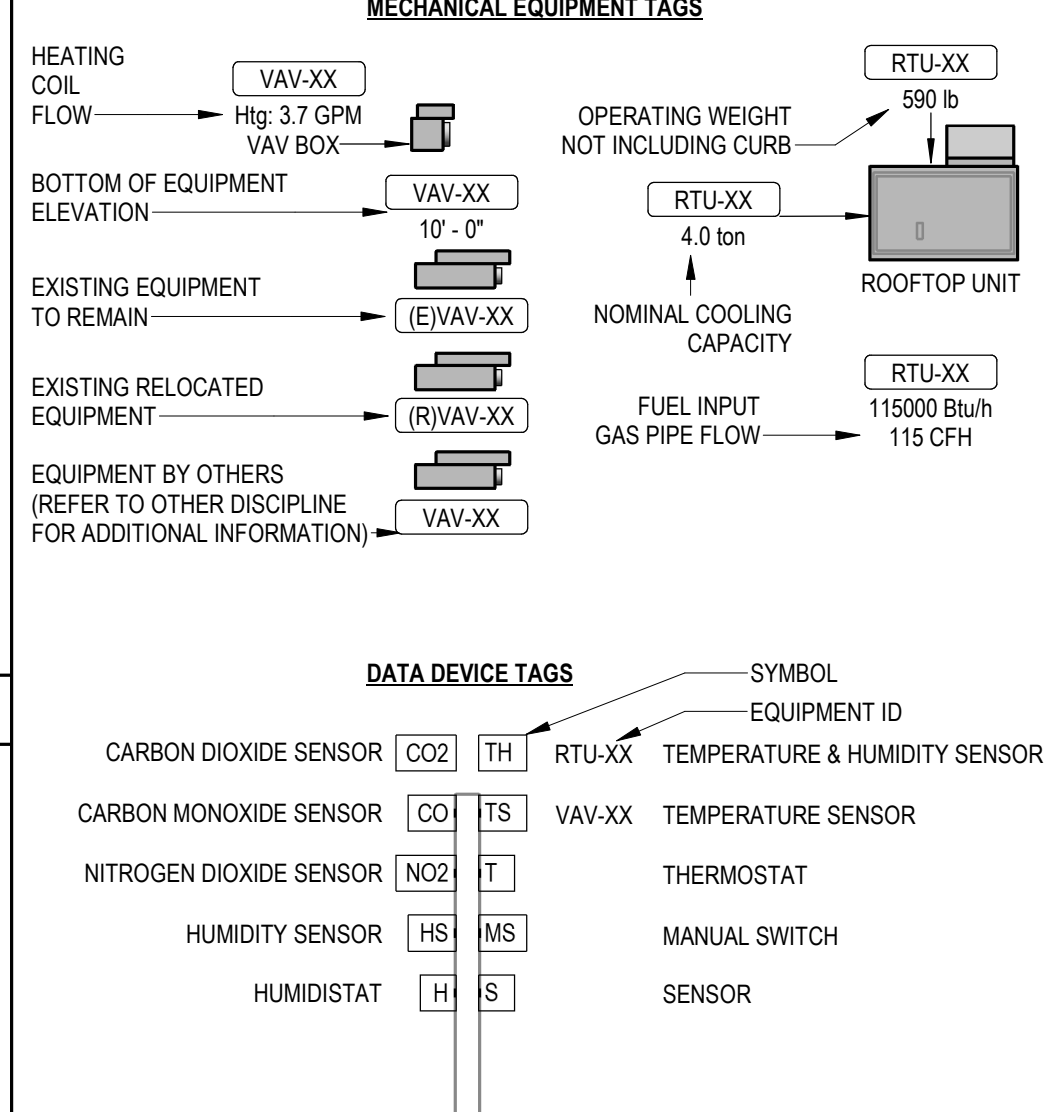 MECHANICAL EQUIPMENT TAGS
HEATING
COIL
FLOW
VAV-XX
Htg: 3.7 GPM
VAV BOX
BOTTOM OF EQUIPMENT
ELEVATION
VAV-XX
10' - 0"
EXISTING EQUIPMENT
TO REMAIN
(E)VAV-XX
EXISTING RELOCATED
EQUIPMENT
(R)VAV-XX
EQUIPMENT BY OTHERS
(REFER TO OTHER DISCIPLINE
FOR ADDITIONAL INFORMATION)
VAV-XX
RTU-XX
590 lb
OPERATING WEIGHT
NOT INCLUDING CURB
RTU-XX
4.0 ton
ROOFTOP UNIT
NOMINAL COOLING
CAPACITY
RTU-XX
115000 Btu/h
115 CFH
FUEL INPUT
GAS PIPE FLOW
DATA DEVICE TAGS
SYMBOL
EQUIPMENT ID
CARBON DIOXIDE SENSOR CO2 TH RTU-XX TEMPERATURE & HUMIDITY SENSOR
CARBON MONOXIDE SENSOR CO TS VAV-XX TEMPERATURE SENSOR
NITROGEN DIOXIDE SENSOR NO2 T THERMOSTAT
HUMIDITY SENSOR HS MS MANUAL SWITCH
HUMIDISTAT H S SENSOR